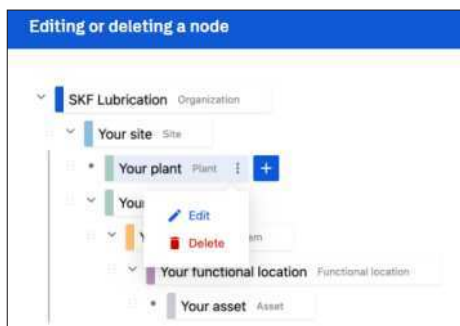 Editing or deleting a node
SKF Lubrication Organization
Your site Site
Your plant Plant
Edit
Delete
Your functional location Functional location
Your asset Asset